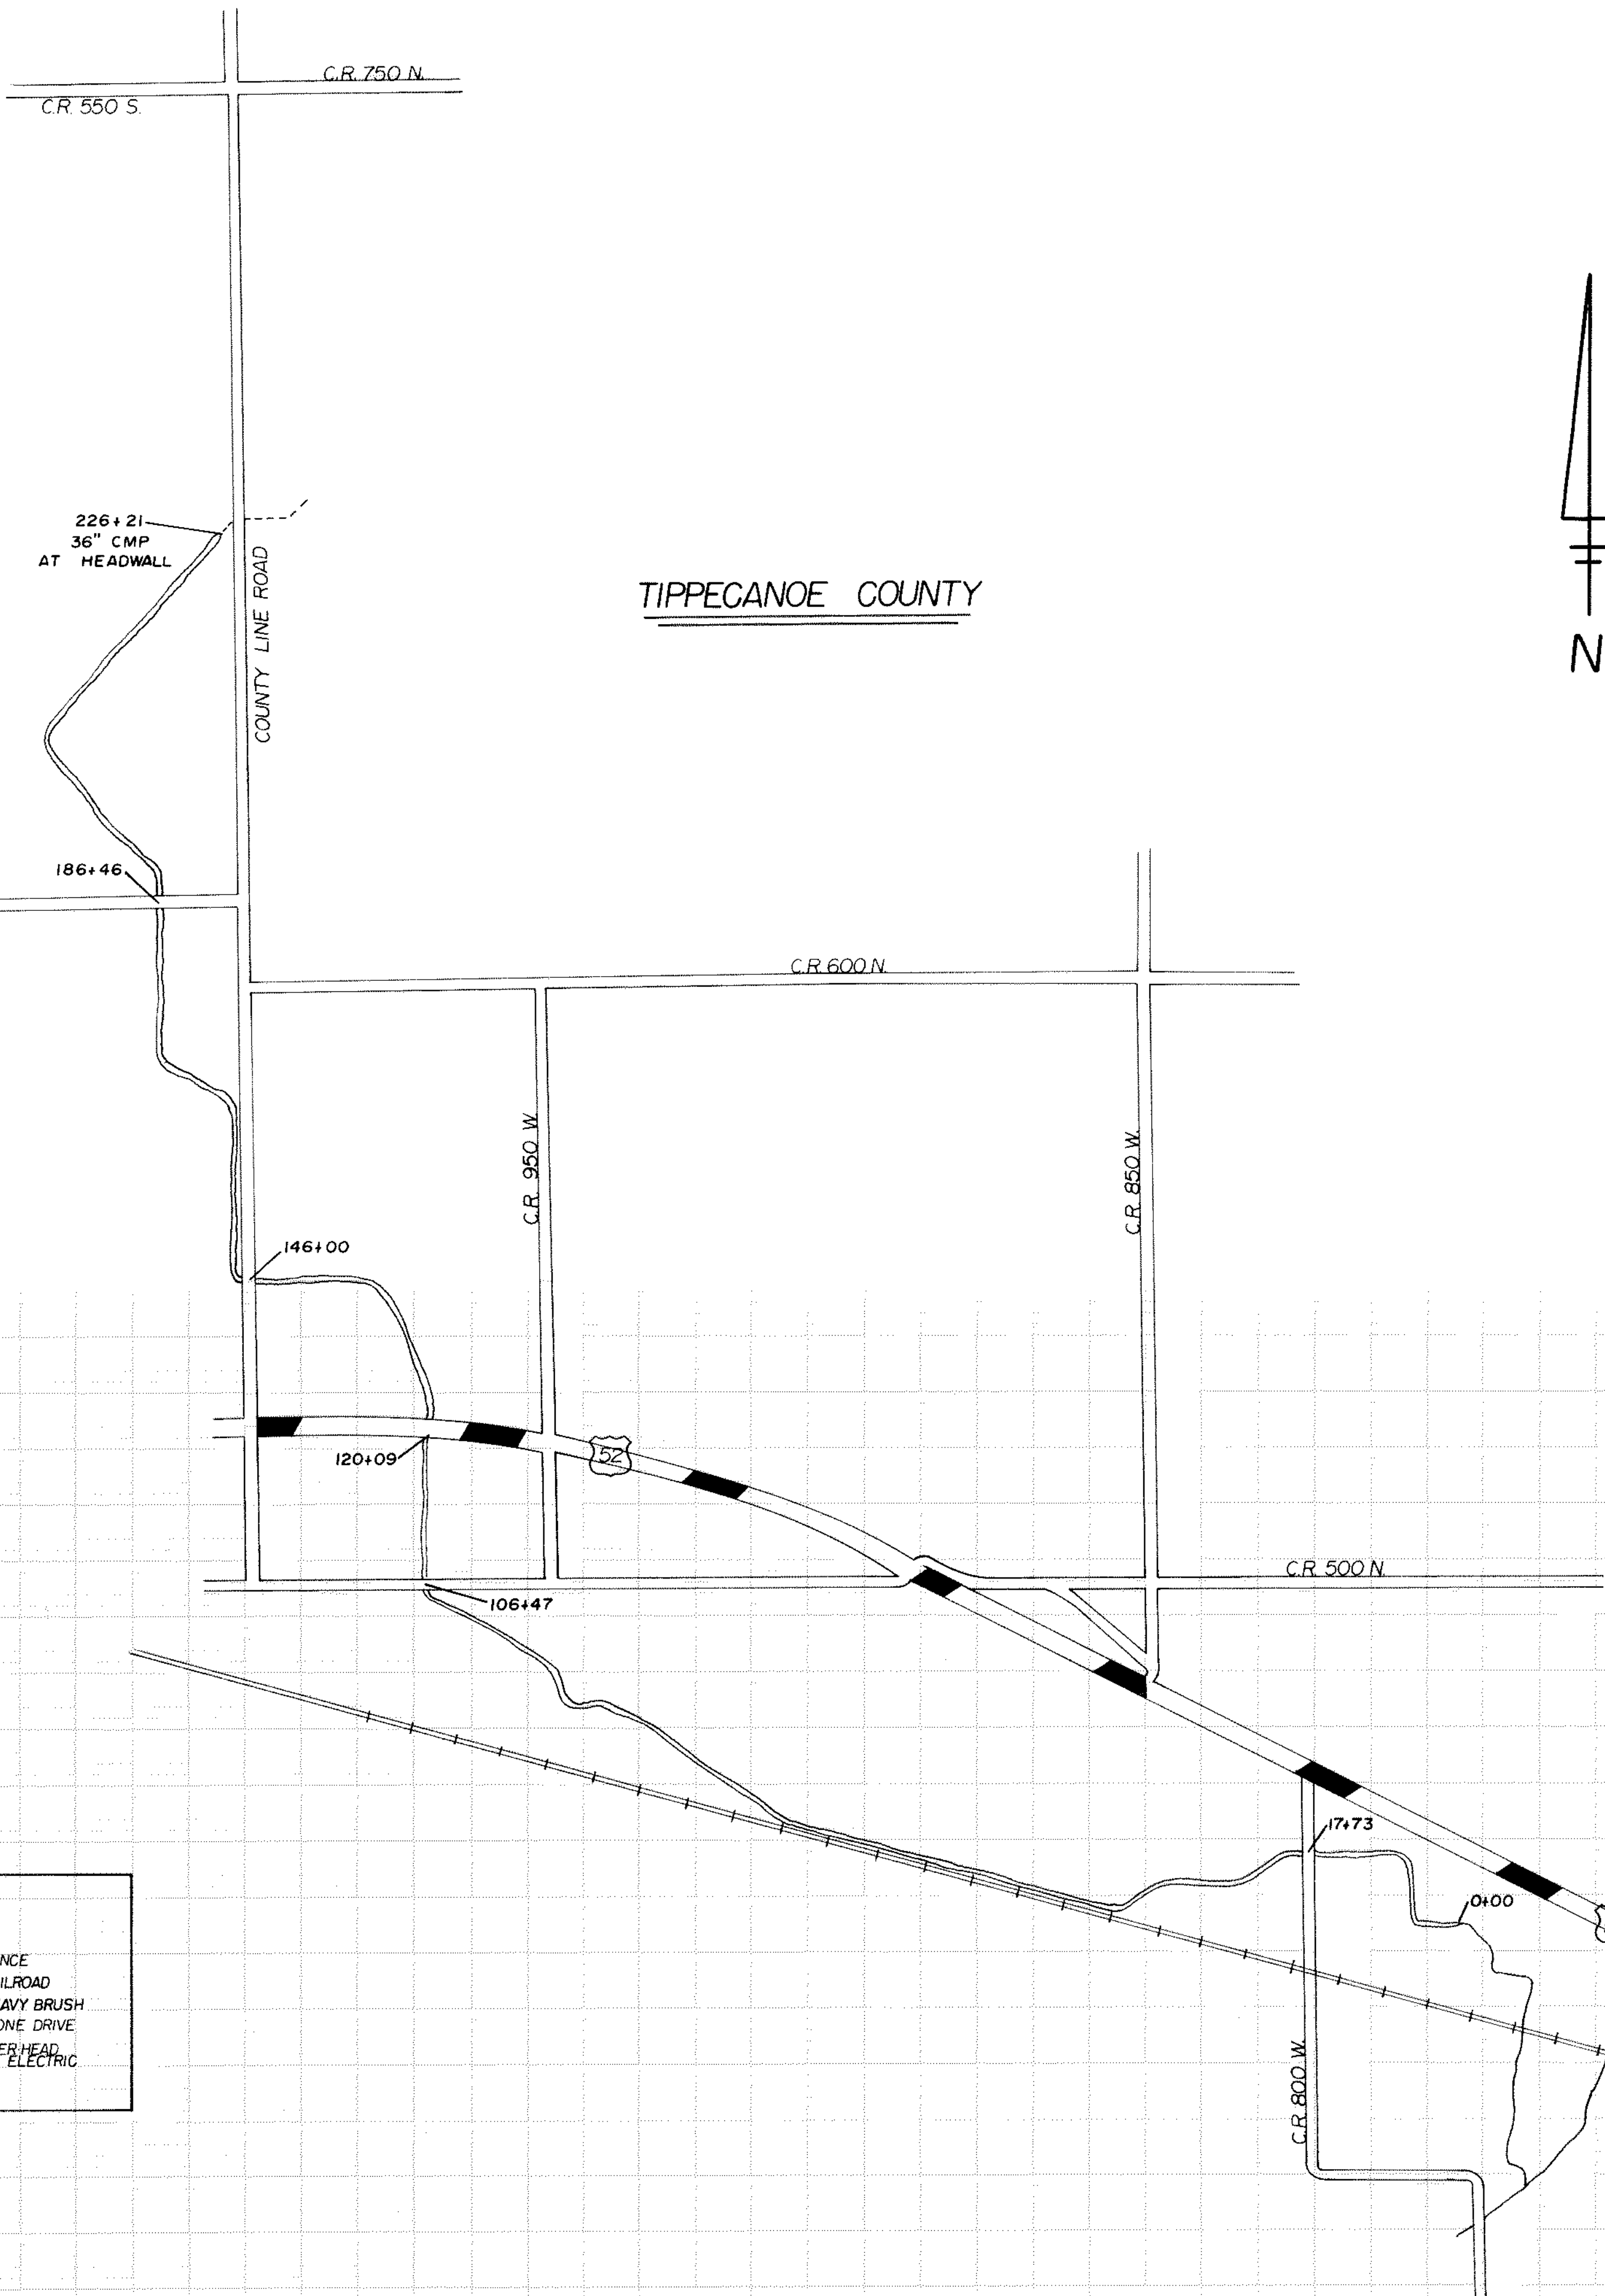 C.R. 750 N.
C.R. 550 S.
226+21
36" CMP
AT HEADWALL
COUNTY LINE ROAD
TIPPECANOE COUNTY
N
186+46
C.R. 600 N.
C.R. 950 W.
C.R. 850 W.
146+00
120+09
52
C.R. 500 N.
106+47
17+73
0+00
NCE
ILROAD
AVY BRUSH
ONE DRIVE
ER HEAD
ELECTRIC
C.R. 800 W.